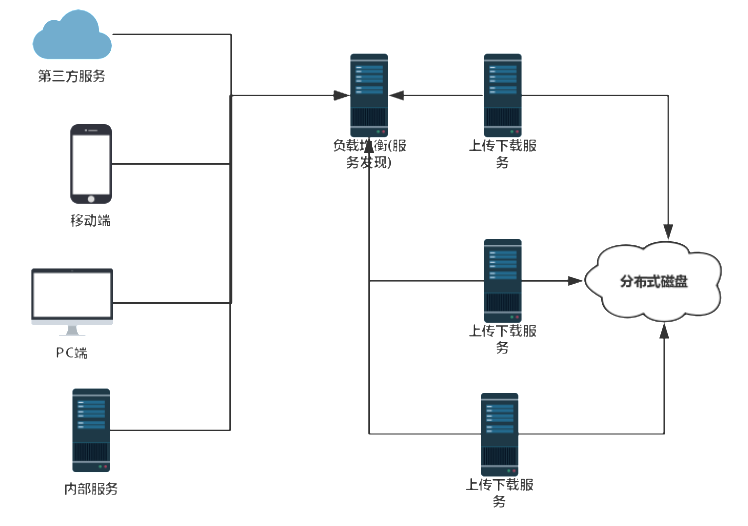 第三方服务
移动端
PC端
内部服务
负载均衡(服
务发现)
上传下载服
务
上传下载服
务
上传下载服
务
分布式磁盘